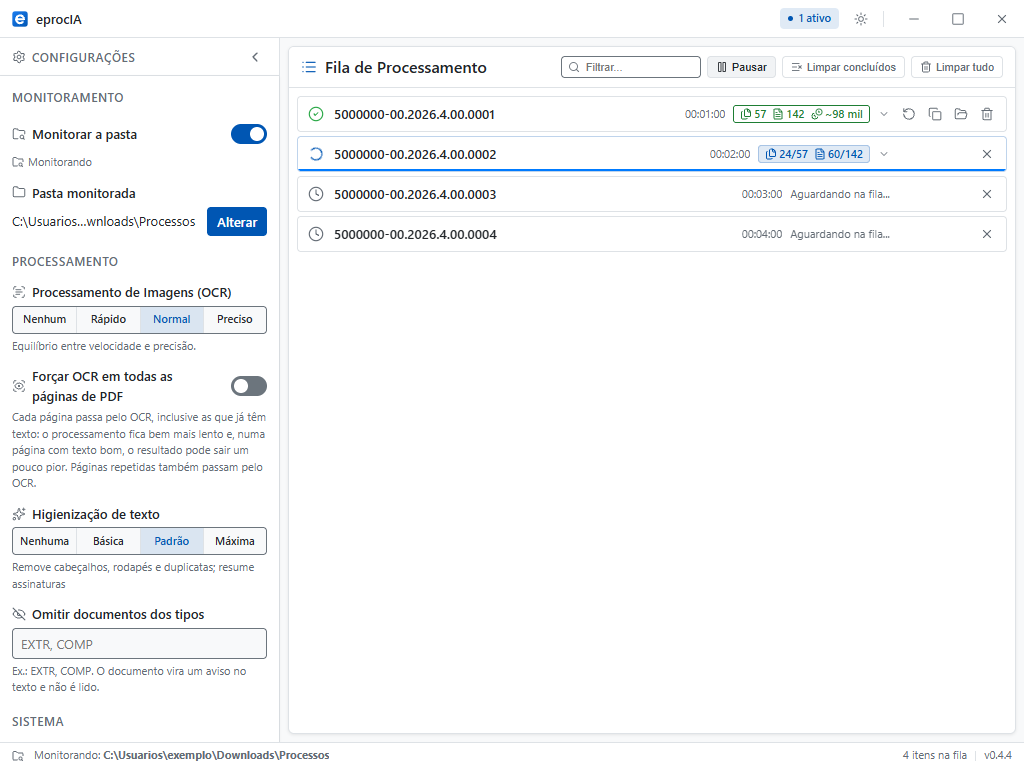 eprocIA
1 ativo
CONFIGURAÇÕES
MONITORAMENTO
Monitorar a pasta
Monitorando
Pasta monitorada
C:\Usuarios...wnloads\Processos
Alterar
PROCESSAMENTO
Processamento de Imagens (OCR)
Nenhum Rápido Normal Preciso
Equilíbrio entre velocidade e precisão.
Forçar OCR em todas as
páginas de PDF
Cada página passa pelo OCR, inclusive as que já têm
texto: o processamento fica bem mais lento e, numa
página com texto bom, o resultado pode sair um
pouco pior. Páginas repetidas também passam pelo
OCR.
Higienização de texto
Nenhuma Básica Padrão Máxima
Remove cabeçalhos, rodapés e duplicatas; resume
assinaturas
Omitir documentos dos tipos
EXTR, COMP
Ex.: EXTR, COMP. O documento vira um aviso no
texto e não é lido.
SISTEMA
Fila de Processamento
Filtrar...
Pausar
Limpar concluídos
Limpar tudo
5000000-00.2026.4.00.0001 00:01:00 57 142 ~98 mil
5000000-00.2026.4.00.0002 00:02:00 24/57 60/142
5000000-00.2026.4.00.0003 00:03:00 Aguardando na fila...
5000000-00.2026.4.00.0004 00:04:00 Aguardando na fila...
Monitorando: C:\Usuarios\exemplo\Downloads\Processos
4 itens na fila
v0.4.4